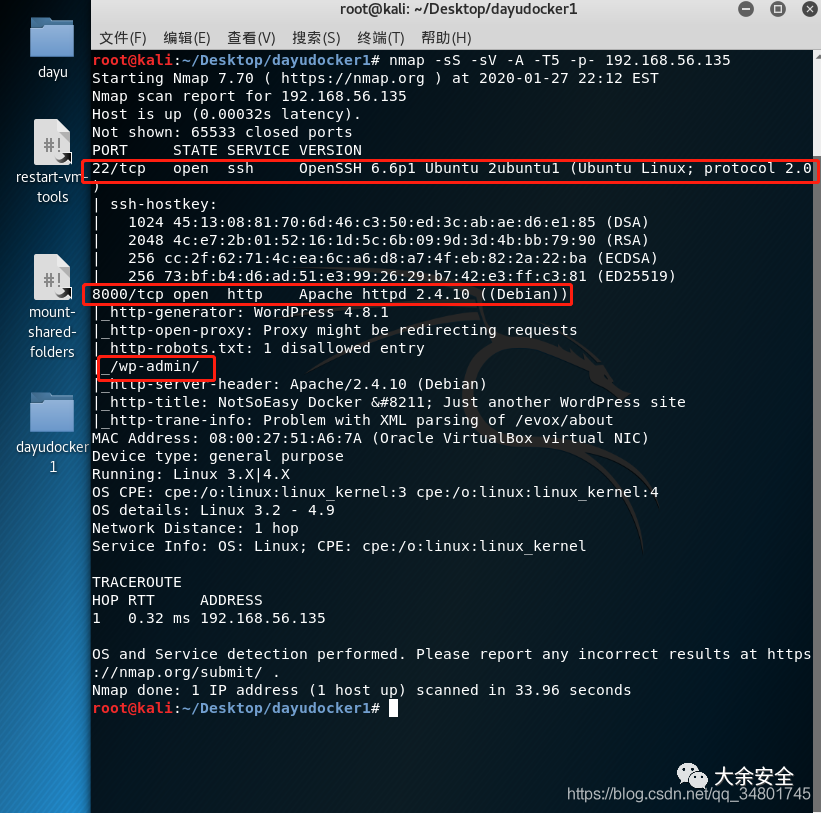 root@kali: ~/Desktop/dayudocker1
文件(F) 编辑(E) 查看(V) 搜索(S) 终端(T) 帮助(H)
dayu
restart-vm-
tools
mount-
shared-
folders
dayudocker
1
root@kali:~/Desktop/dayudocker1# nmap -sS -sV -A -T5 -p- 192.168.56.135
Starting Nmap 7.70 ( https://nmap.org ) at 2020-01-27 22:12 EST
Nmap scan report for 192.168.56.135
Host is up (0.00032s latency).
Not shown: 65533 closed ports
PORT     STATE SERVICE VERSION
22/tcp   open  ssh     OpenSSH 6.6p1 Ubuntu 2ubuntu1 (Ubuntu Linux; protocol 2.0
)
| ssh-hostkey:
|   1024 45:13:08:81:70:6d:46:c3:50:ed:3c:ab:ae:d6:e1:85 (DSA)
|   2048 4c:e7:2b:01:52:16:1d:5c:6b:09:9d:3d:4b:bb:79:90 (RSA)
|   256 cc:2f:62:71:4c:ea:6c:a6:d8:a7:4f:eb:82:2a:22:ba (ECDSA)
|   256 73:bf:b4:d6:ad:51:e3:99:26:29:b7:42:e3:ff:c3:81 (ED25519)
8000/tcp open  http    Apache httpd 2.4.10 ((Debian))
|_http-generator: WordPress 4.8.1
|_http-open-proxy: Proxy might be redirecting requests
| http-robots.txt: 1 disallowed entry
|_/wp-admin/
|_http-server-header: Apache/2.4.10 (Debian)
|_http-title: NotSoEasy Docker &#8211; Just another WordPress site
|_http-trane-info: Problem with XML parsing of /evox/about
MAC Address: 08:00:27:51:A6:7A (Oracle VirtualBox virtual NIC)
Device type: general purpose
Running: Linux 3.X|4.X
OS CPE: cpe:/o:linux:linux_kernel:3 cpe:/o:linux:linux_kernel:4
OS details: Linux 3.2 - 4.9
Network Distance: 1 hop
Service Info: OS: Linux; CPE: cpe:/o:linux:linux_kernel
TRACEROUTE
HOP RTT     ADDRESS
1   0.32 ms 192.168.56.135
OS and Service detection performed. Please report any incorrect results at https
://nmap.org/submit/ .
Nmap done: 1 IP address (1 host up) scanned in 33.96 seconds
root@kali:~/Desktop/dayudocker1#
大余安全
https://blog.csdn.net/qq_34801745